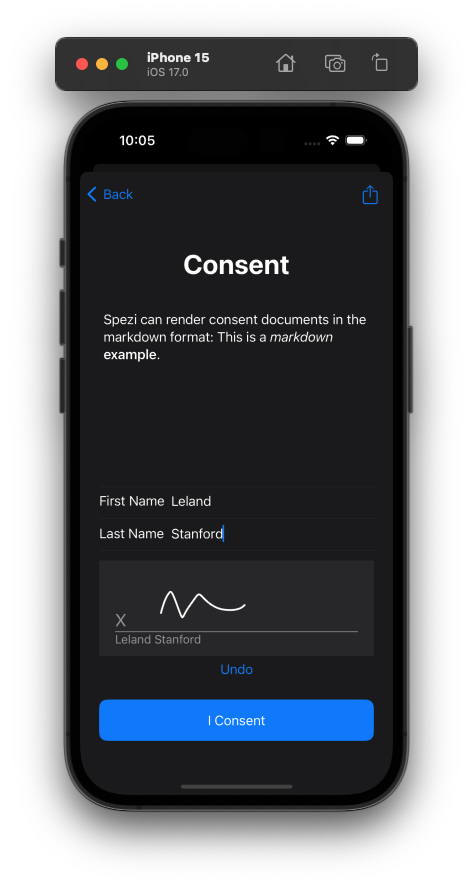 iPhone 15
iOS 17.0
10:05
Back
Consent
Spezi can render consent documents in the
markdown format: This is a markdown
example.
First Name Leland
Last Name Stanford
X
Leland Stanford
Undo
I Consent